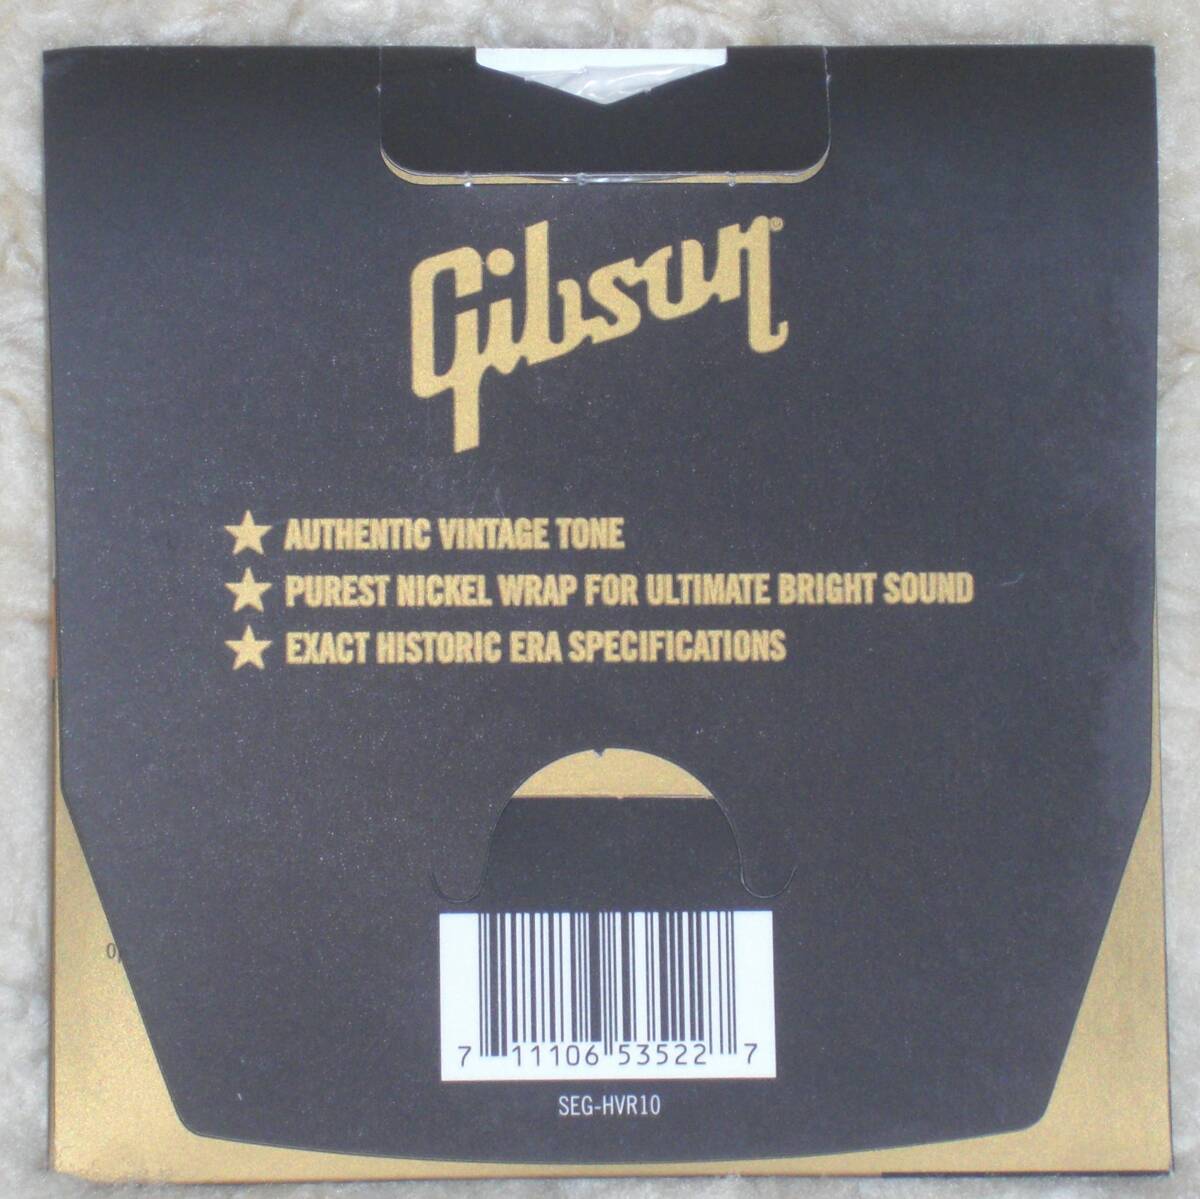 Gibson®
★ AUTHENTIC VINTAGE TONE
★ PUREST NICKEL WRAP FOR ULTIMATE BRIGHT SOUND
★ EXACT HISTORIC ERA SPECIFICATIONS
7 11106 53522 7
SEG-HVR10